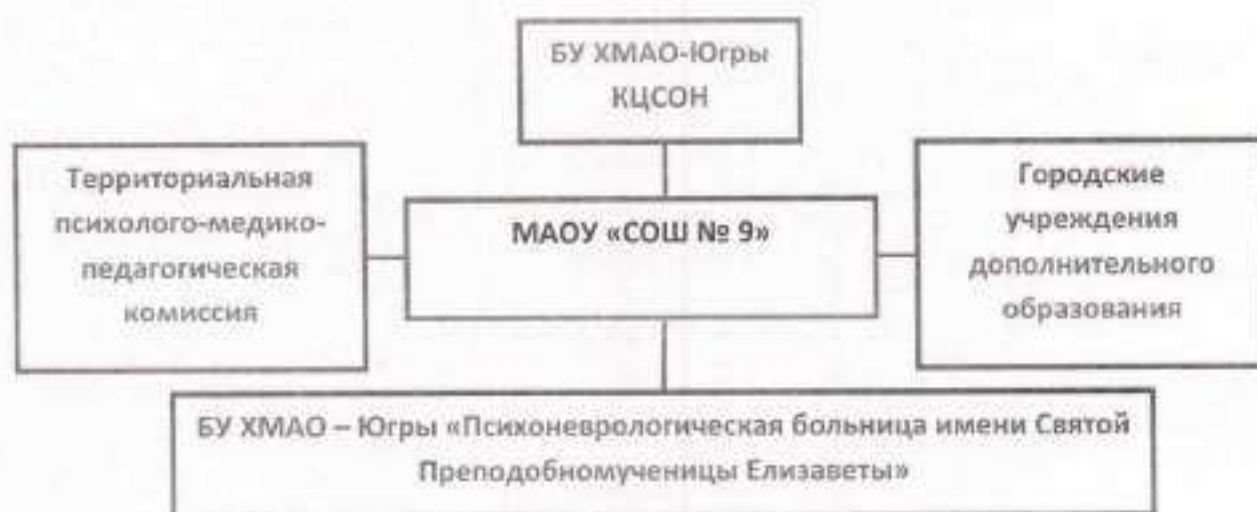 БУ ХМАО-Югры
КЦСОН
Территориальная
психолого-медико-
педагогическая
комиссия
МАОУ «СОШ № 9»
Городские
учреждения
дополнительного
образования
БУ ХМАО – Югры «Психоневрологическая больница имени Святой
Преподобномученицы Елизаветы»